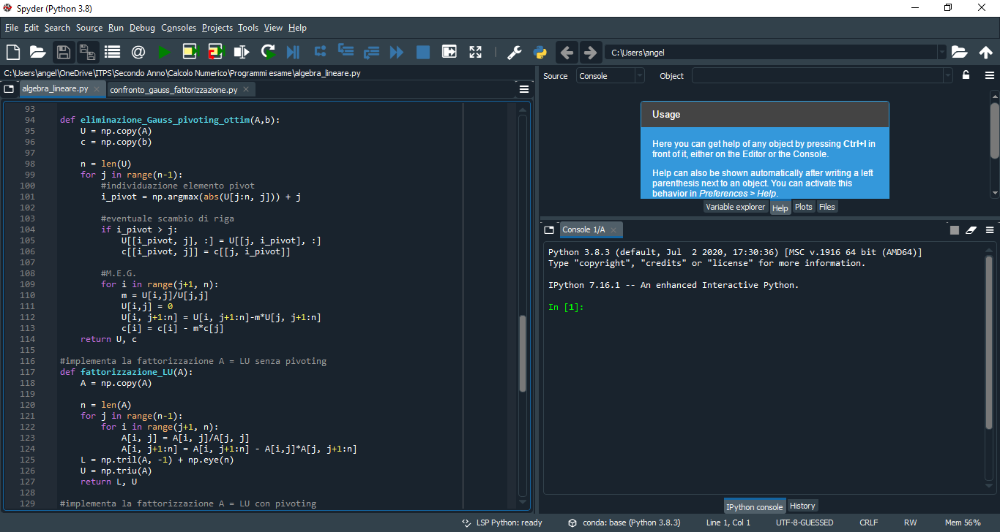 Spyder (Python 3.8)
File Edit Search Source Run Debug Consoles Projects Tools View Help
C:\Users\angel
C:\Users\angel\OneDrive\ITPS\Secondo Anno\Calcolo Numerico\Programmi esame\algebra_lineare.py
algebra_lineare.py
confronto_gauss_fattorizzazione.py
93
94 def eliminazione_Gauss_pivoting_ottim(A,b):
95     U = np.copy(A)
96     c = np.copy(b)
97
98     n = len(U)
99     for j in range(n-1):
100         #individuazione elemento pivot
101         i_pivot = np.argmax(abs(U[j:n, j])) + j
102
103         #eventuale scambio di riga
104         if i_pivot > j:
105             U[[i_pivot, j], :] = U[[j, i_pivot], :]
106             c[[i_pivot, j]] = c[[j, i_pivot]]
107
108         #M.E.G.
109         for i in range(j+1, n):
110             m = U[i,j]/U[j,j]
111             U[i,j] = 0
112             U[i, j+1:n] = U[i, j+1:n]-m*U[j, j+1:n]
113             c[i] = c[i] - m*c[j]
114     return U, c
115
116 #implementa la fattorizzazione A = LU senza pivoting
117 def fattorizzazione_LU(A):
118     A = np.copy(A)
119
120     n = len(A)
121     for j in range(n-1):
122         for i in range(j+1, n):
123             A[i, j] = A[i, j]/A[j, j]
124             A[i, j+1:n] = A[i, j+1:n] - A[i,j]*A[j, j+1:n]
125     L = np.tril(A, -1) + np.eye(n)
126     U = np.triu(A)
127     return L, U
128
129 #implementa la fattorizzazione A = LU con pivoting
Source Console Object
Usage
Here you can get help of any object by pressing Ctrl+I in
front of it, either on the Editor or the Console.
Help can also be shown automatically after writing a left
parenthesis next to an object. You can activate this
behavior in Preferences > Help.
Variable explorer Help Plots Files
Console 1/A
Python 3.8.3 (default, Jul  2 2020, 17:30:36) [MSC v.1916 64 bit (AMD64)]
Type "copyright", "credits" or "license" for more information.
IPython 7.16.1 -- An enhanced Interactive Python.
In [1]:
IPython console History
LSP Python: ready conda: base (Python 3.8.3) Line 1, Col 1 UTF-8-GUESSED CRLF RW Mem 56%